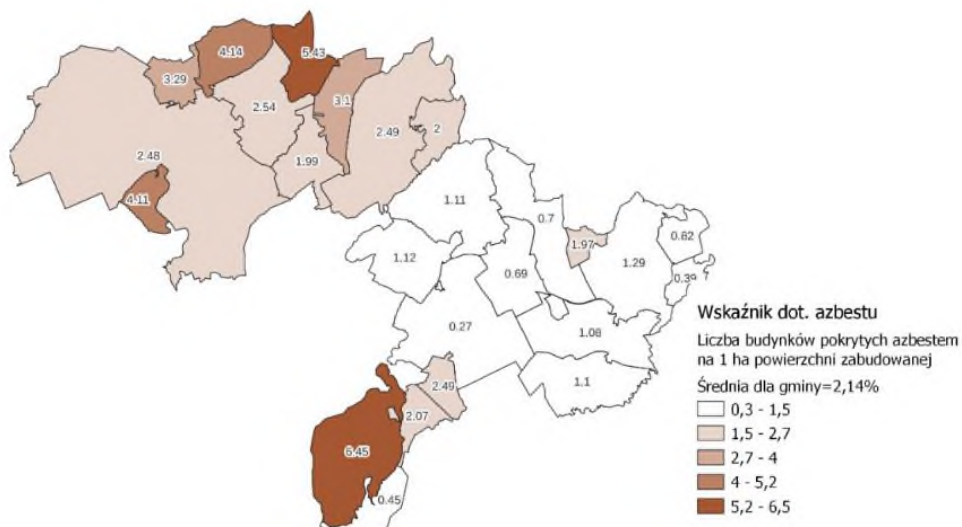 4.14
5.43
3.29
3.1
2.54
2.49
2
2.48
1.99
4.11
1.11
0.7
1.97
0.62
1.12
0.69
1.29
0.39
0.27
1.08
1.1
2.49
2.07
6.45
0.45
Wskaźnik dot. azbestu
Liczba budynków pokrytych azbestem
na 1 ha powierzchni zabudowanej
Średnia dla gminy=2,14%
0,3 - 1,5
1,5 - 2,7
2,7 - 4
4 - 5,2
5,2 - 6,5